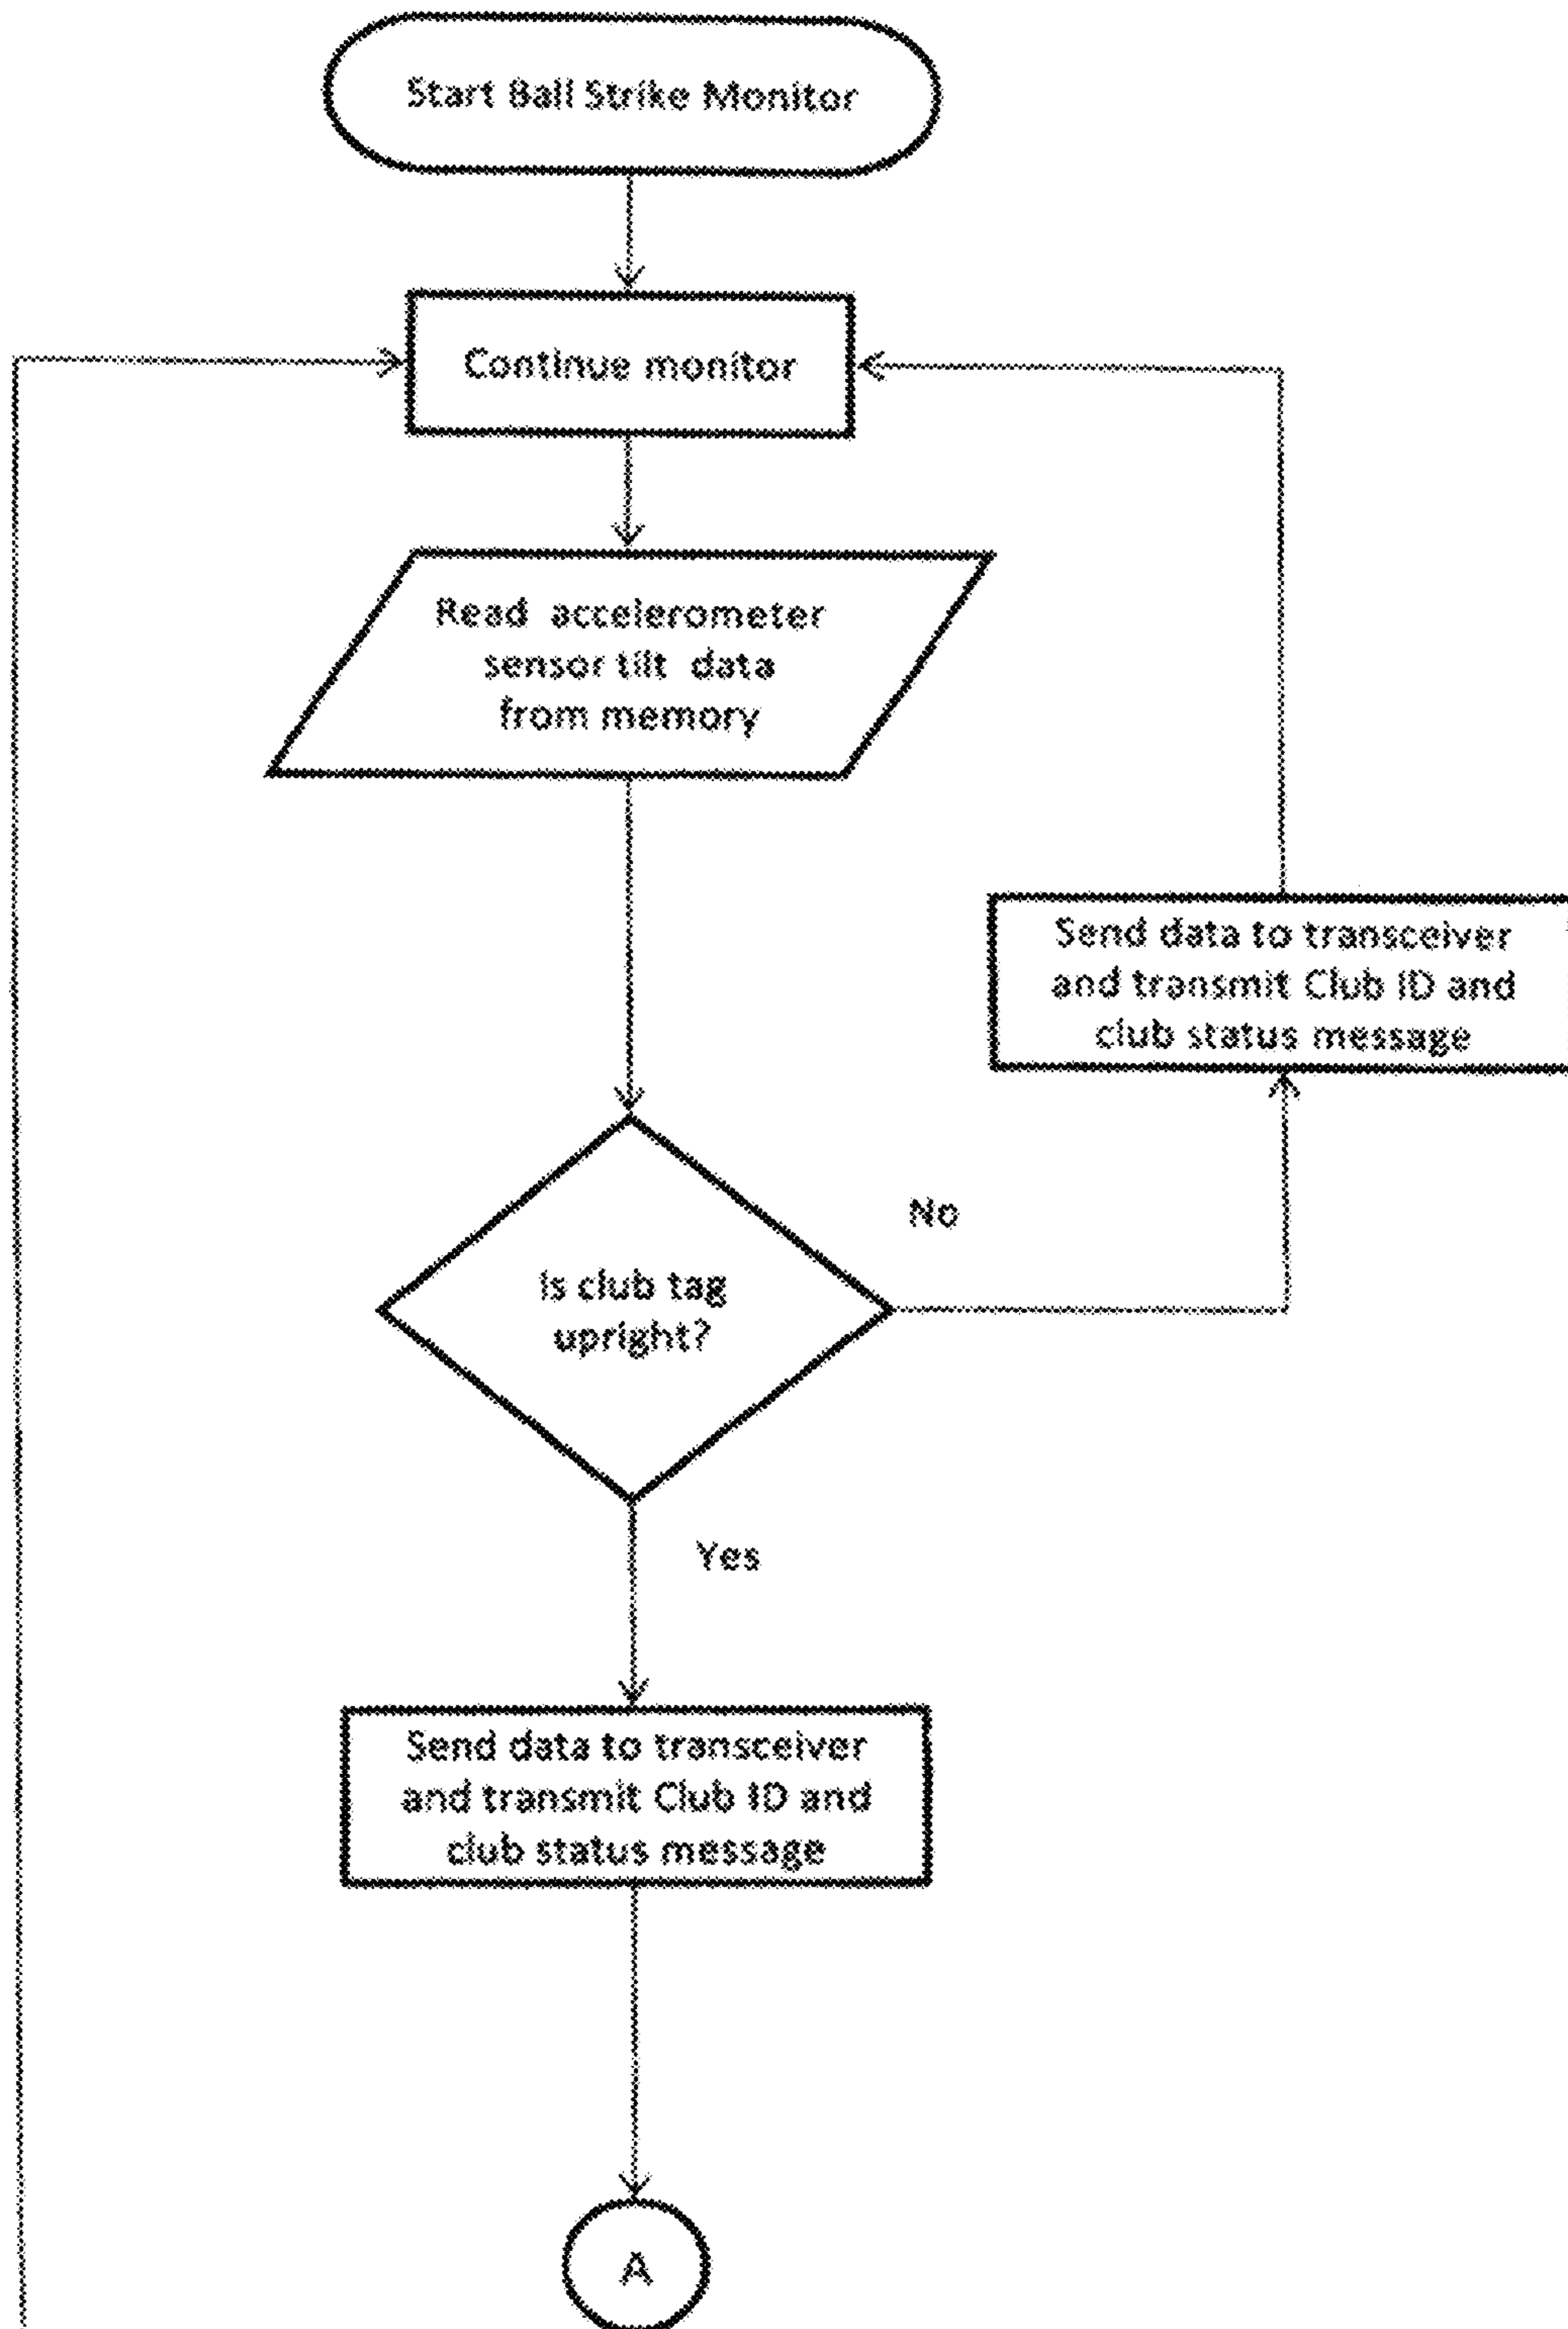 Start Ball Strike Monitor
Continue monitor
Read accelerometer
sensor tilt data
from memory
Send data to transceiver
and transmit Club ID and
club status message
No
Is club tag
upright?
Yes
Send data to transceiver
and transmit Club ID and
club status message
A